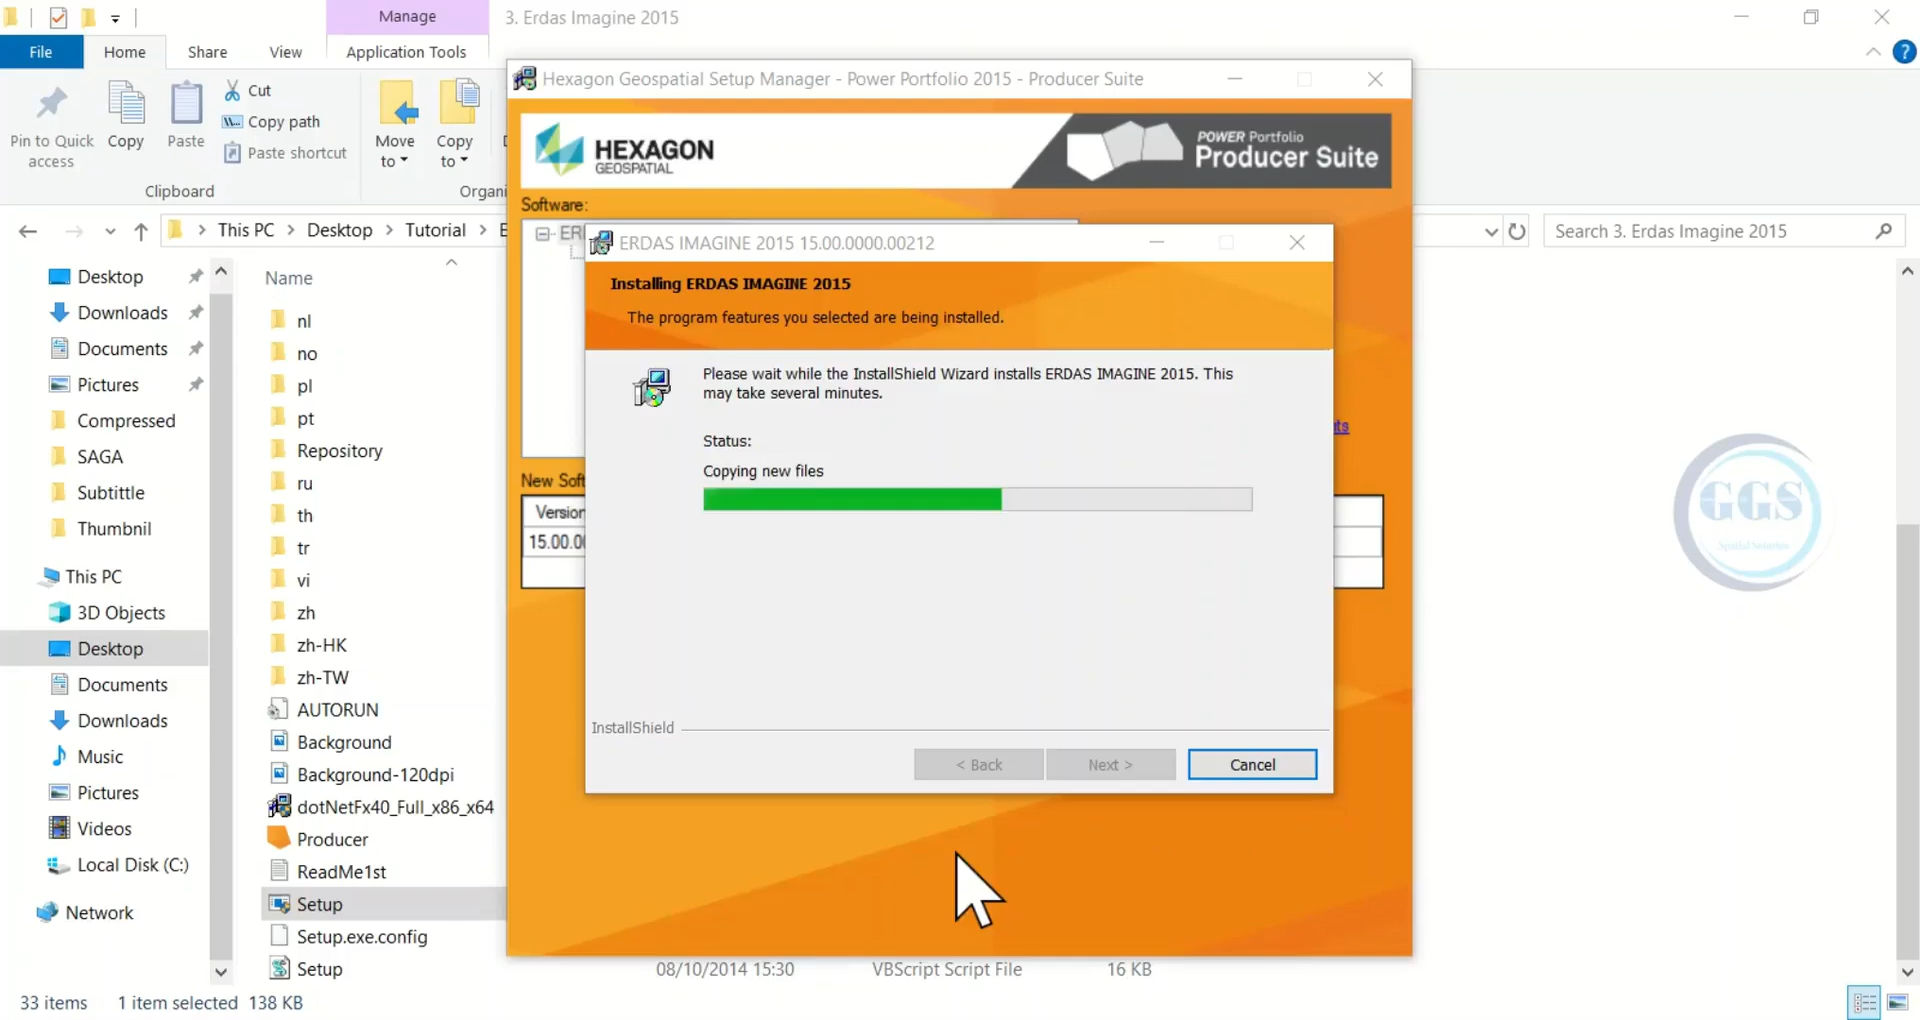 Manage
3. Erdas Imagine 2015
File
Home
Share
View
Application Tools
Pin to Quick access
Copy
Paste
Cut
Copy path
Paste shortcut
Move to
Copy to
Clipboard
Organi
This PC
Desktop
Tutorial
E
Search 3. Erdas Imagine 2015
Desktop
Downloads
Documents
Pictures
Compressed
SAGA
Subtittle
Thumbnil
This PC
3D Objects
Desktop
Documents
Downloads
Music
Pictures
Videos
Local Disk (C:)
Network
Name
nl
no
pl
pt
Repository
ru
th
tr
vi
zh
zh-HK
zh-TW
AUTORUN
Background
Background-120dpi
dotNetFx40_Full_x86_x64
Producer
ReadMe1st
Setup
Setup.exe.config
Setup
08/10/2014 15:30
VBScript Script File
16 KB
33 items
1 item selected 138 KB
Hexagon Geospatial Setup Manager - Power Portfolio 2015 - Producer Suite
HEXAGON
GEOSPATIAL
POWER Portfolio
Producer Suite
Software:
New Soft
Version
15.00.0
ERDAS IMAGINE 2015 15.00.0000.00212
Installing ERDAS IMAGINE 2015
The program features you selected are being installed.
Please wait while the InstallShield Wizard installs ERDAS IMAGINE 2015. This
may take several minutes.
Status:
Copying new files
InstallShield
< Back
Next >
Cancel
GGS